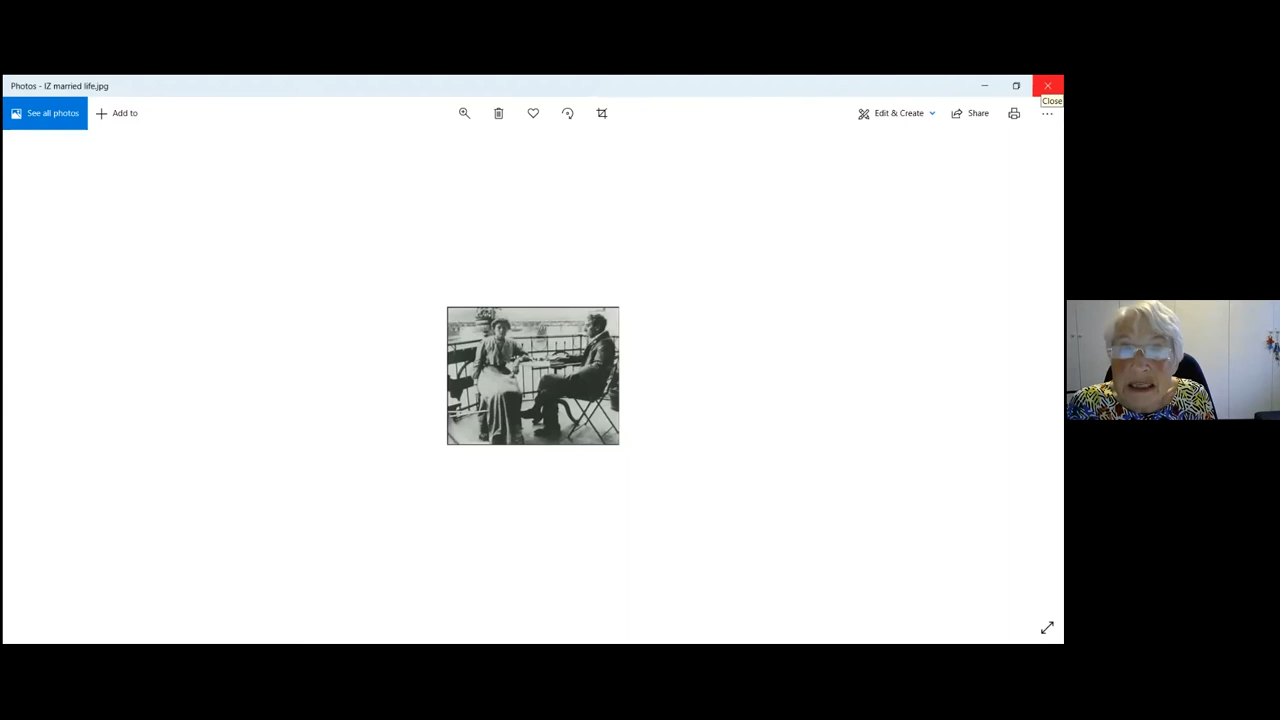 Photos - IZ married life.jpg
See all photos
Add to
Edit & Create
Share
Close